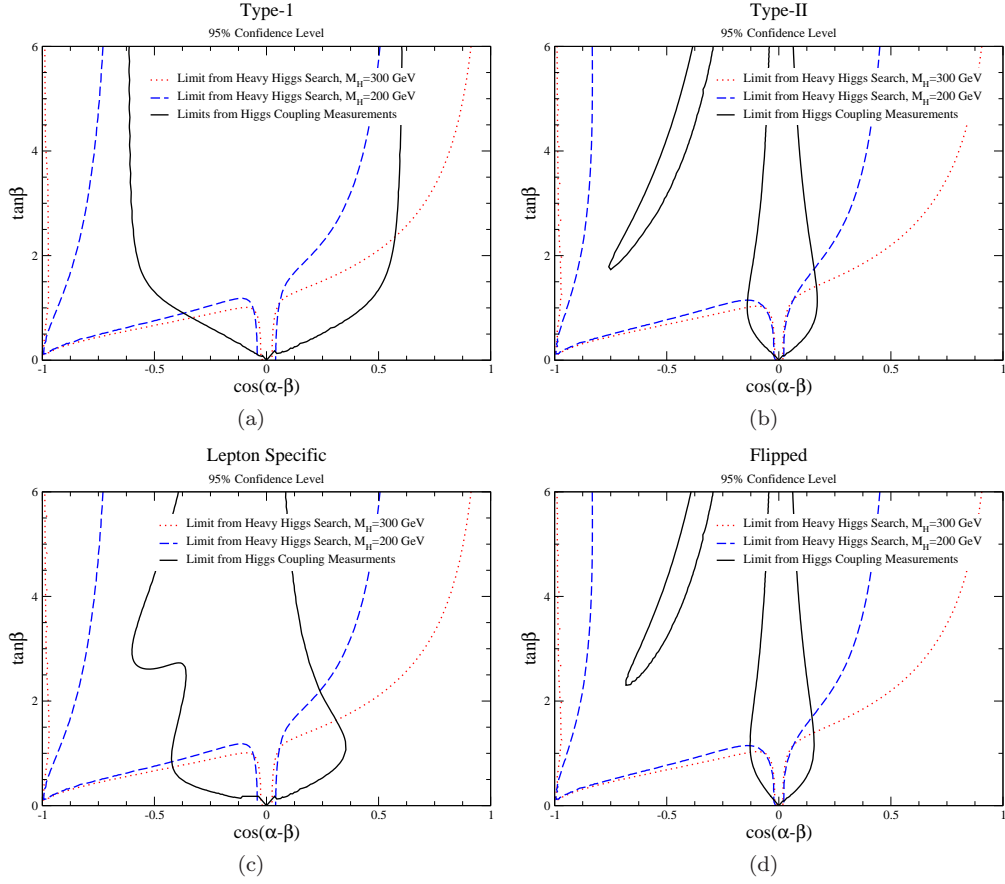 Type-1
95% Confidence Level
Limit from Heavy Higgs Search, M_H=300 GeV
Limit from Heavy Higgs Search, M_H=200 GeV
Limits from Higgs Coupling Measurements
tanβ
6
4
2
0
-1
-0.5
0
0.5
1
cos(α-β)
(a)
Type-II
95% Confidence Level
Limit from Heavy Higgs Search, M_H=300 GeV
Limit from Heavy Higgs Search, M_H=200 GeV
Limit from Higgs Coupling Measurements
tanβ
6
4
2
0
-1
-0.5
0
0.5
1
cos(α-β)
(b)
Lepton Specific
95% Confidence Level
Limit from Heavy Higgs Search, M_H=300 GeV
Limit from Heavy Higgs Search, M_H=200 GeV
Limit from Higgs Coupling Measurments
tanβ
6
4
2
0
-1
-0.5
0
0.5
1
cos(α-β)
(c)
Flipped
95% Confidence Level
Limit from Heavy Higgs Search, M_H=300 GeV
Limit from Heavy Higgs Search, M_H=200 GeV
Limit from Higgs Coupling Measurements
tanβ
6
4
2
0
-1
-0.5
0
0.5
1
cos(α-β)
(d)